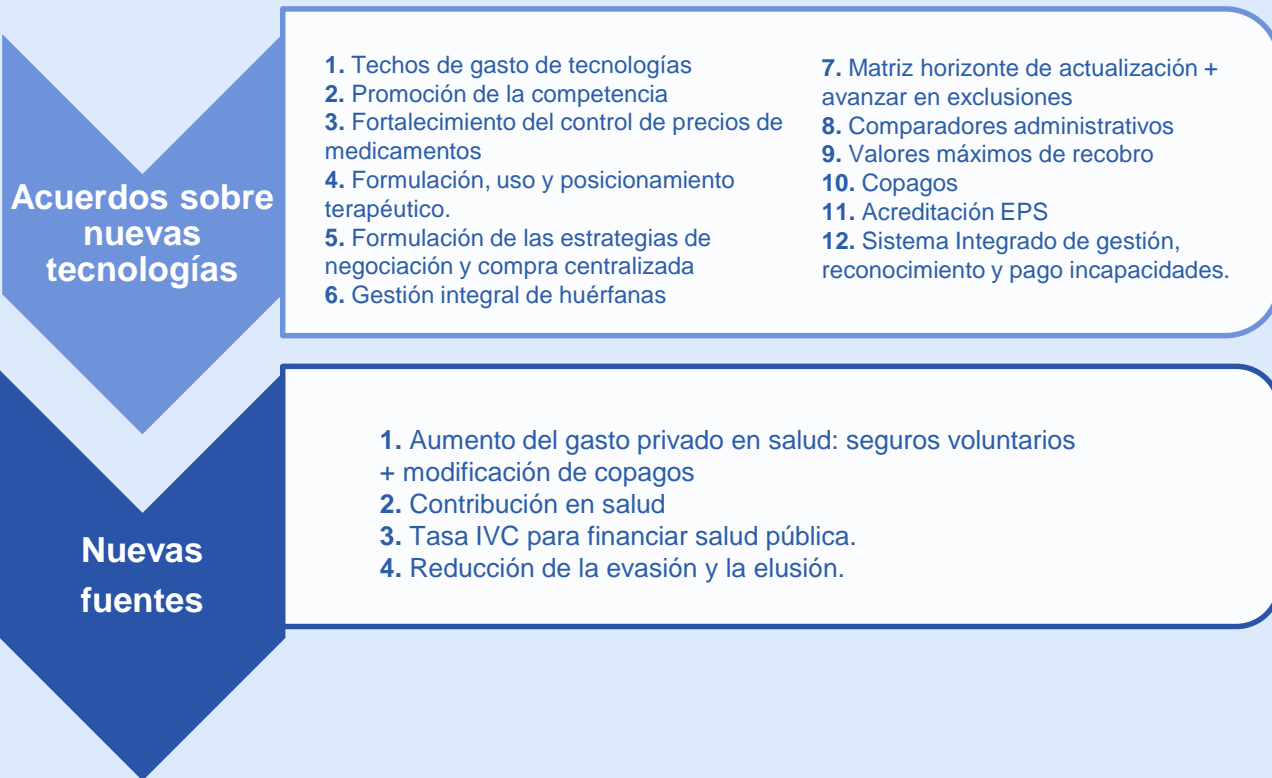 Acuerdos sobre
nuevas
tecnologías
1. Techos de gasto de tecnologías
2. Promoción de la competencia
3. Fortalecimiento del control de precios de
medicamentos
4. Formulación, uso y posicionamiento
terapéutico.
5. Formulación de las estrategias de
negociación y compra centralizada
6. Gestión integral de huérfanas
7. Matriz horizonte de actualización +
avanzar en exclusiones
8. Comparadores administrativos
9. Valores máximos de recobro
10. Copagos
11. Acreditación EPS
12. Sistema Integrado de gestión,
reconocimiento y pago incapacidades.
Nuevas
fuentes
1. Aumento del gasto privado en salud: seguros voluntarios
+ modificación de copagos
2. Contribución en salud
3. Tasa IVC para financiar salud pública.
4. Reducción de la evasión y la elusión.